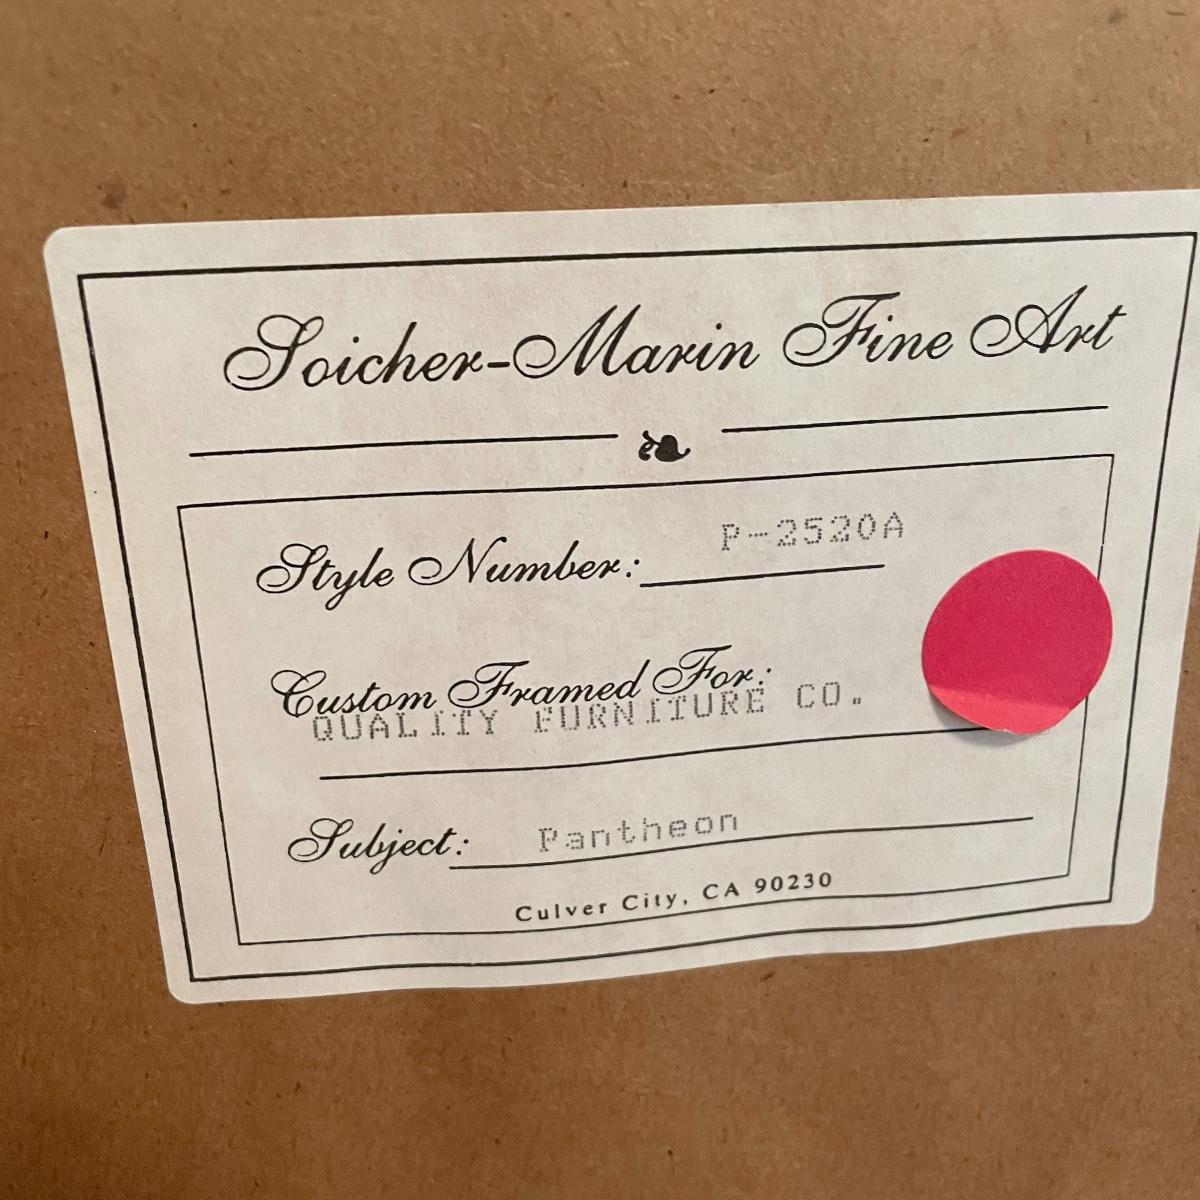 Soicher-Marin Fine Art
Style Number: P-2520A
Custom Framed For:
QUALITY FURNITURE CO.
Subject: Pantheon
Culver City, CA 90230